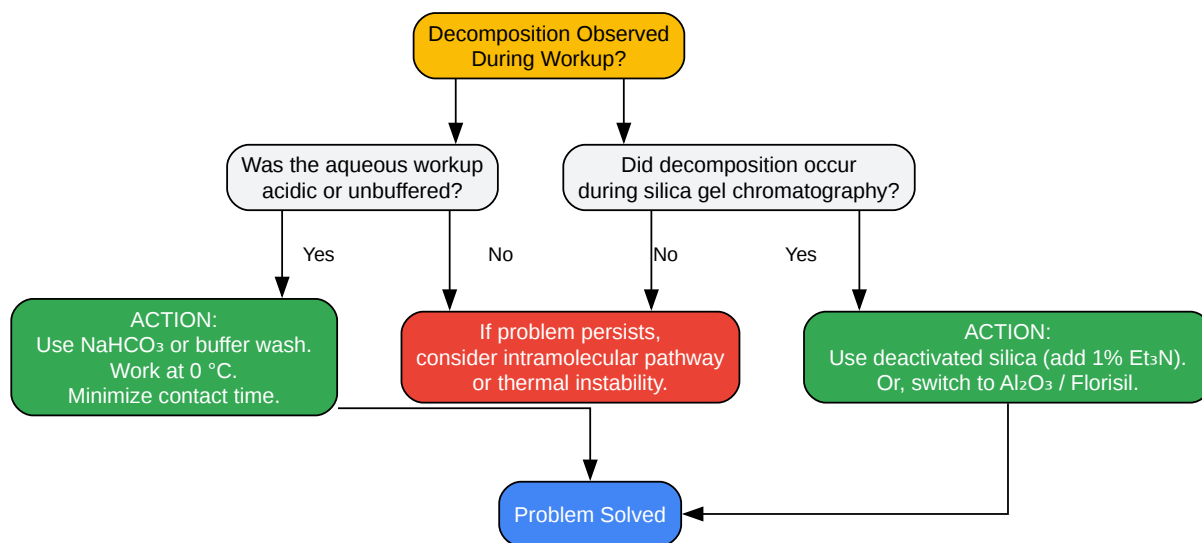 Decomposition Observed
During Workup?
Was the aqueous workup
acidic or unbuffered?
Did decomposition occur
during silica gel chromatography?
Yes
No
No
Yes
ACTION:
Use NaHCO₃ or buffer wash.
Work at 0 °C.
Minimize contact time.
If problem persists,
consider intramolecular pathway
or thermal instability.
ACTION:
Use deactivated silica (add 1% Et₃N).
Or, switch to Al₂O₃ / Florisil.
Problem Solved